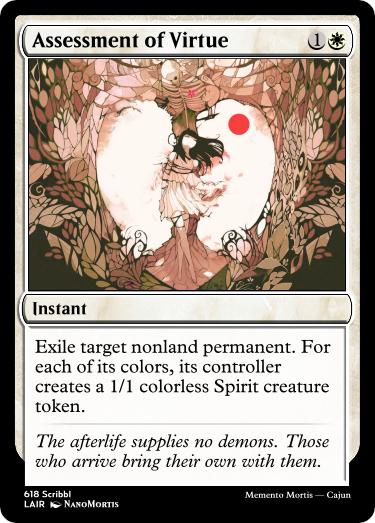 Assessment of Virtue 1
Instant
Exile target nonland permanent. For
each of its colors, its controller
creates a 1/1 colorless Spirit creature
token.
The afterlife supplies no demons. Those
who arrive bring their own with them.
618 Scribbl
LAIR NanoMortis
Memento Mortis — Cajun